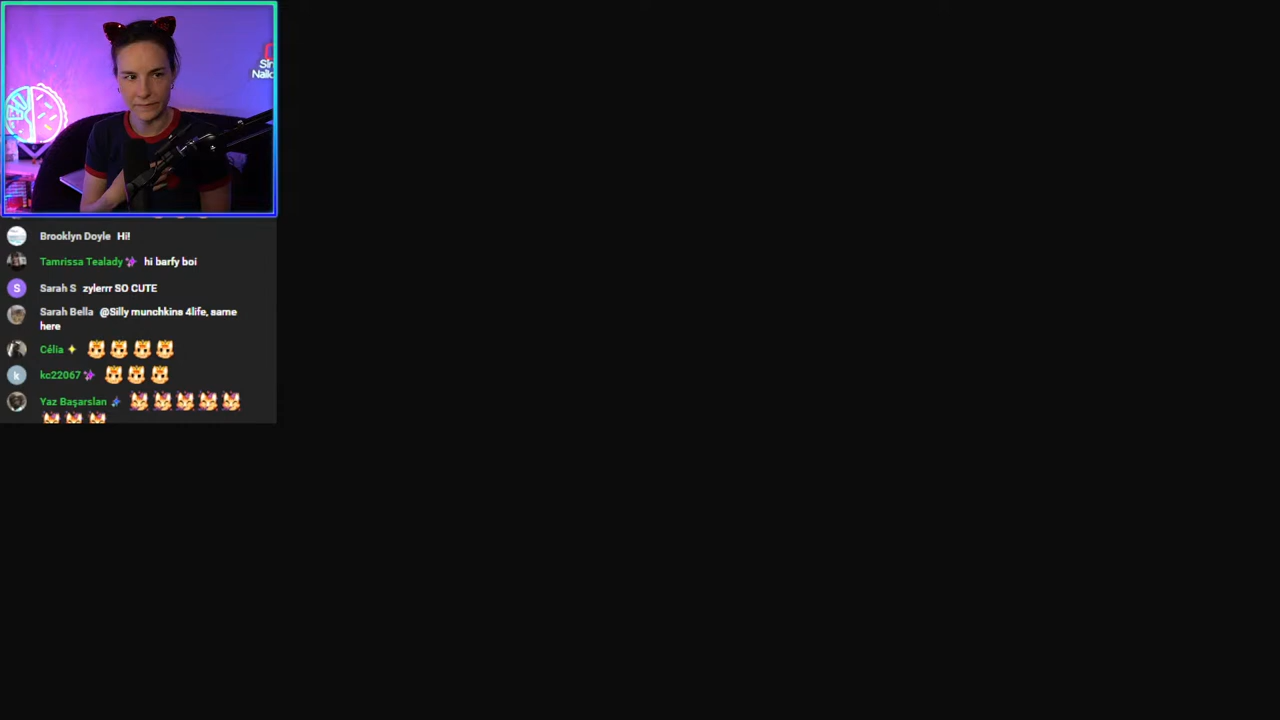 Brooklyn Doyle Hi!
Tamrissa Tealady hi barfy boi
S Sarah S zylerrr SO CUTE
Sarah Bella @Silly munchkins 4life, same
here
Célia
k kc22067
Yaz Başarslan